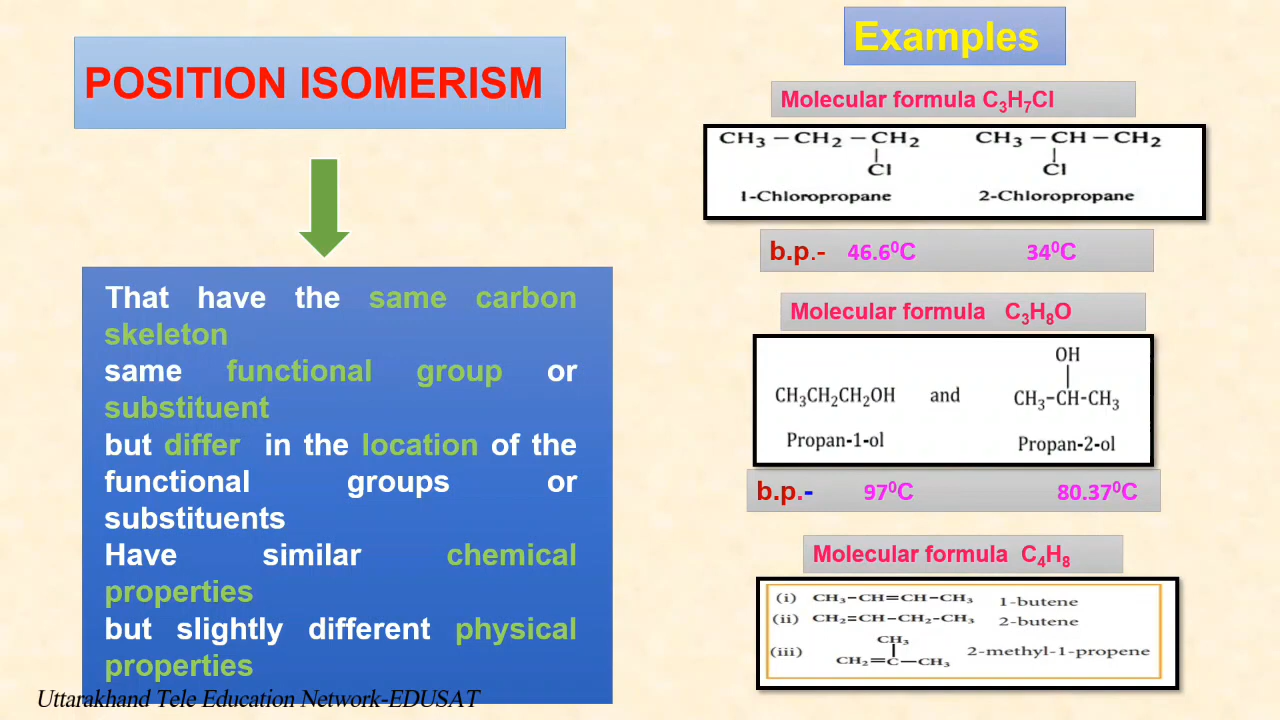 POSITION ISOMERISM
That have the same carbon
skeleton
same functional group or
substituent
but differ in the location of the
functional groups or
substituents
Have similar chemical
properties
but slightly different physical
properties
Uttarakhand Tele Education Network-EDUSAT
Examples
Molecular formula C₃H₇Cl
CH₃ – CH₂ – CH₂ CH₃ – CH – CH₂
| |
Cl Cl
1-Chloropropane 2-Chloropropane
b.p.- 46.6⁰C 34⁰C
Molecular formula C₃H₈O
OH
|
CH₃CH₂CH₂OH and CH₃-CH-CH₃
Propan-1-ol Propan-2-ol
b.p.- 97⁰C 80.37⁰C
Molecular formula C₄H₈
(i) CH₃-CH=CH-CH₃ 1-butene
(ii) CH₂=CH-CH₂-CH₃ 2-butene
CH₃
|
(iii) CH₂=C-CH₃ 2-methyl-1-propene